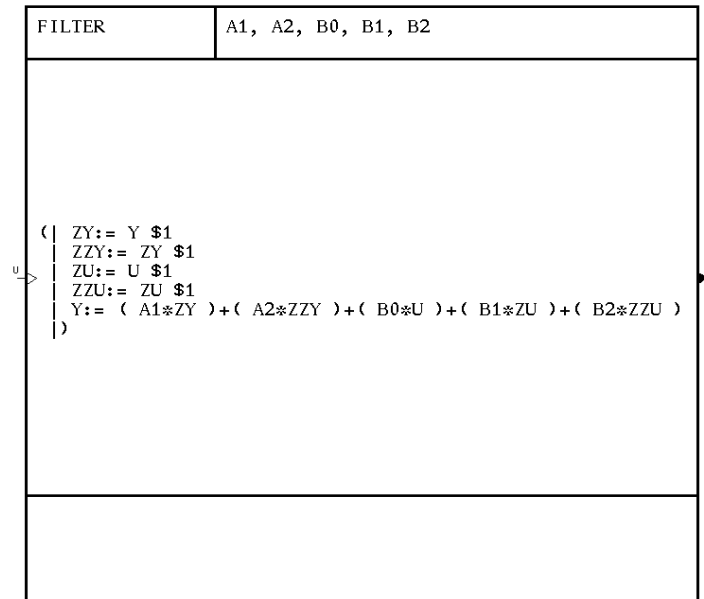 FILTER
A1, A2, B0, B1, B2
(| ZY:= Y $1
| ZZY:= ZY $1
U
| ZU:= U $1
| ZZU:= ZU $1
| Y:= ( A1*ZY )+( A2*ZZY )+( B0*U )+( B1*ZU )+( B2*ZZU )
|)